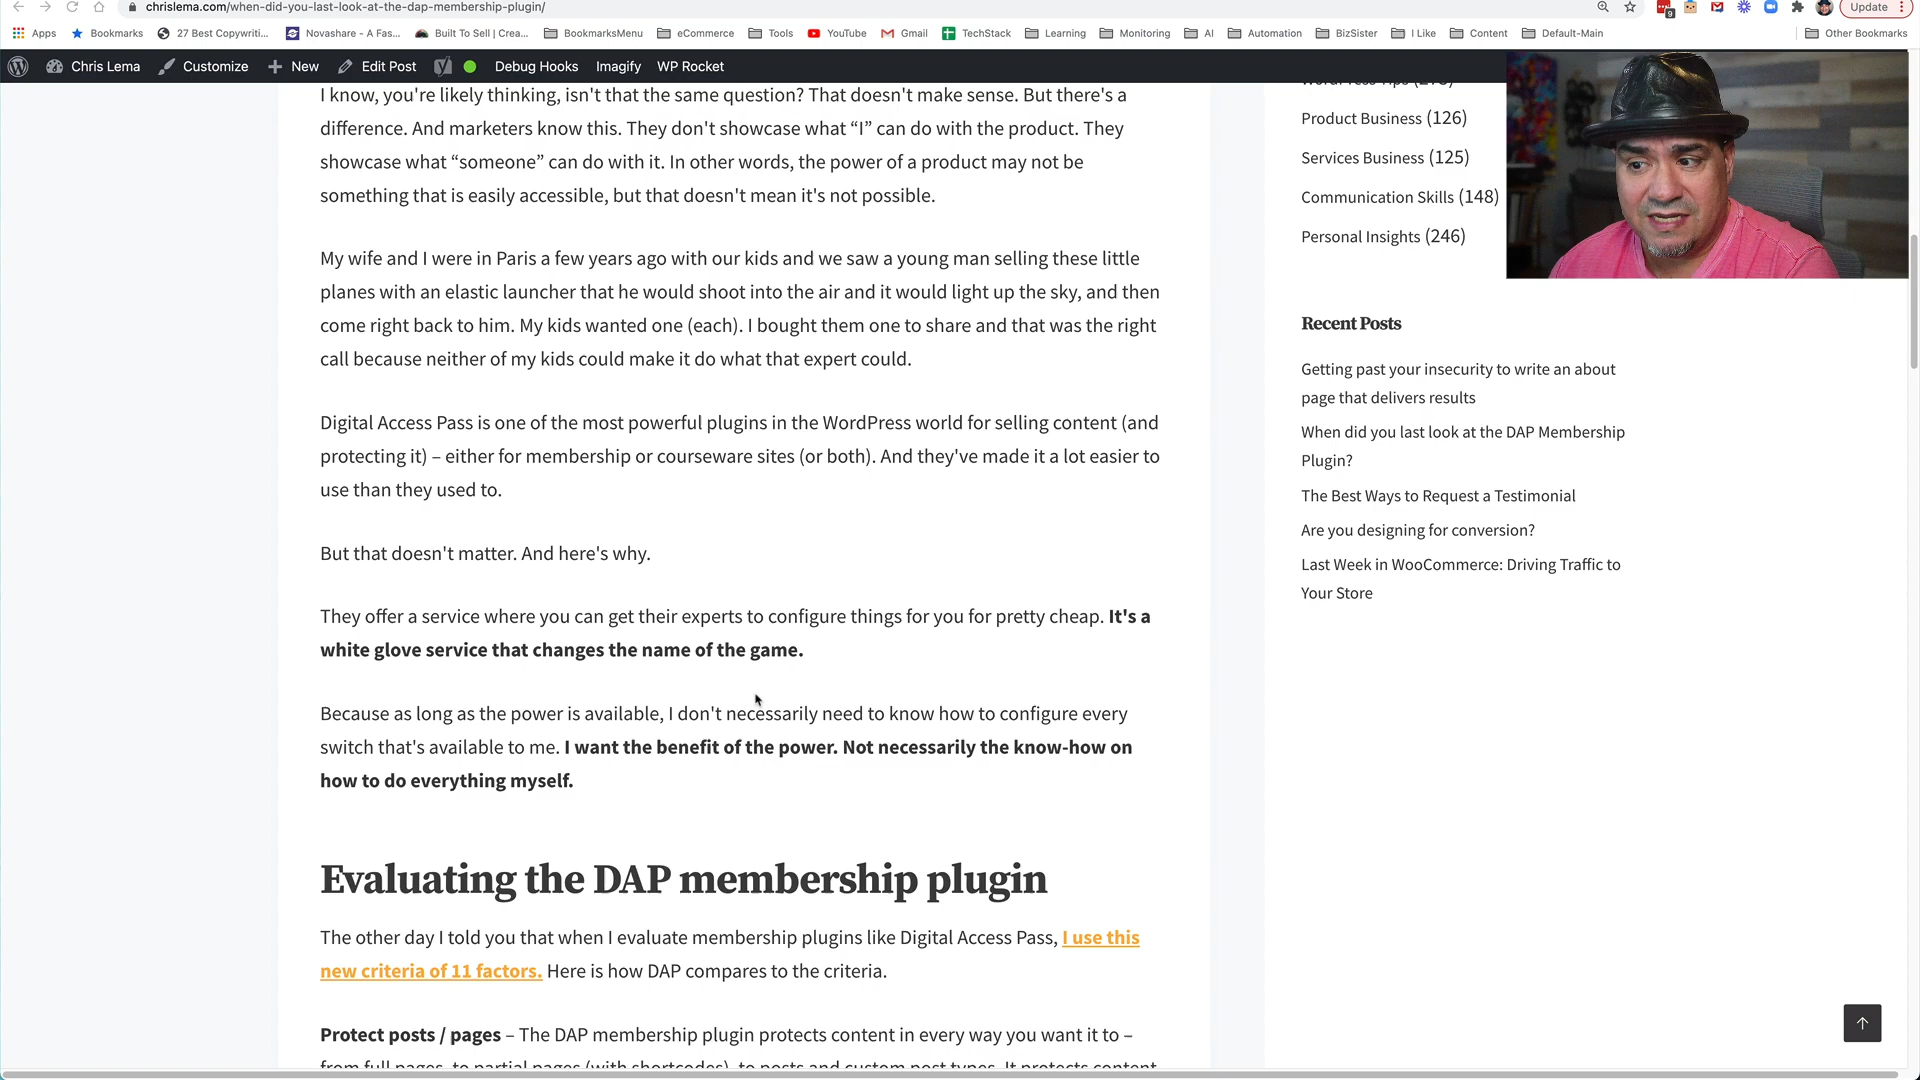 chrislema.com/when-did-you-last-look-at-the-dap-membership-plugin/
Update
Apps
Bookmarks
27 Best Copywriti...
Novashare - A Fas...
Built To Sell | Crea...
BookmarksMenu
eCommerce
Tools
YouTube
Gmail
TechStack
Learning
Monitoring
AI
Automation
BizSister
I Like
Content
Default-Main
Other Bookmarks
Chris Lema
Customize
New
Edit Post
Debug Hooks
Imagify
WP Rocket
I know, you're likely thinking, isn't that the same question? That doesn't make sense. But there's a
difference. And marketers know this. They don't showcase what “I” can do with the product. They
showcase what “someone” can do with it. In other words, the power of a product may not be
something that is easily accessible, but that doesn't mean it's not possible.
My wife and I were in Paris a few years ago with our kids and we saw a young man selling these little
planes with an elastic launcher that he would shoot into the air and it would light up the sky, and then
come right back to him. My kids wanted one (each). I bought them one to share and that was the right
call because neither of my kids could make it do what that expert could.
Digital Access Pass is one of the most powerful plugins in the WordPress world for selling content (and
protecting it) – either for membership or courseware sites (or both). And they've made it a lot easier to
use than they used to.
But that doesn't matter. And here's why.
They offer a service where you can get their experts to configure things for you for pretty cheap. It's a
white glove service that changes the name of the game.
Because as long as the power is available, I don't necessarily need to know how to configure every
switch that's available to me. I want the benefit of the power. Not necessarily the know-how on
how to do everything myself.
Evaluating the DAP membership plugin
The other day I told you that when I evaluate membership plugins like Digital Access Pass, I use this
new criteria of 11 factors. Here is how DAP compares to the criteria.
Protect posts / pages – The DAP membership plugin protects content in every way you want it to –
from full pages, to partial pages (with shortcodes), to posts and custom post types. It protects content
Product Business (126)
Services Business (125)
Communication Skills (148)
Personal Insights (246)
Recent Posts
Getting past your insecurity to write an about
page that delivers results
When did you last look at the DAP Membership
Plugin?
The Best Ways to Request a Testimonial
Are you designing for conversion?
Last Week in WooCommerce: Driving Traffic to
Your Store